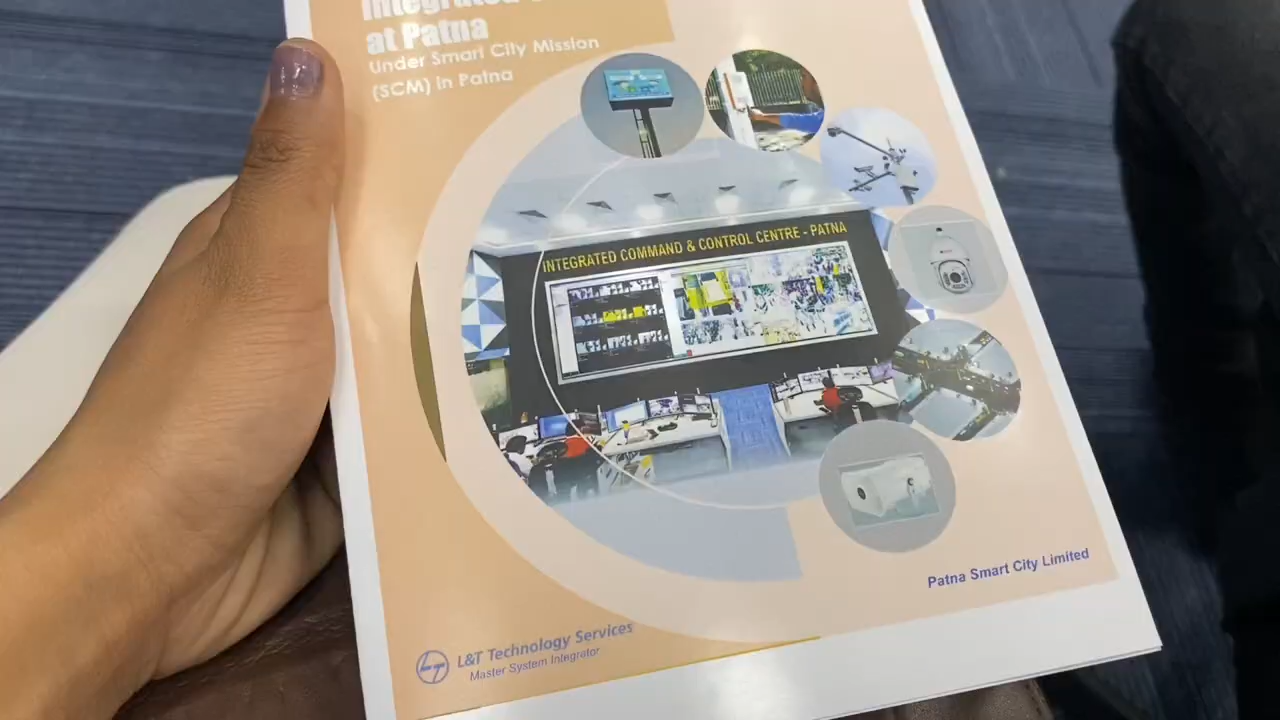 Integrated
at Patna
Under Smart City Mission
(SCM) in Patna
INTEGRATED COMMAND & CONTROL CENTRE - PATNA
Patna Smart City Limited
L&T Technology Services
Master System Integrator